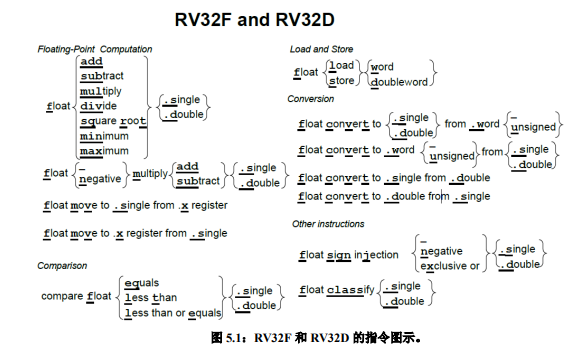 RV32F and RV32D
Floating-Point Computation
float
add
subtract
multiply
divide
square root
minimum
maximum
.single
.double
float
–
negative
multiply
add
subtract
.single
.double
float move to .single from .x register
float move to .x register from .single
Comparison
compare float
equals
less than
less than or equals
.single
.double
Load and Store
float
load
store
word
doubleword
Conversion
float convert to
.single
.double
from .word
–
unsigned
float convert to .word
–
unsigned
from
.single
.double
float convert to .single from .double
float convert to .double from .single
Other instructions
float sign injection
–
negative
exclusive or
.single
.double
float classify
.single
.double
图 5.1：RV32F 和 RV32D 的指令图示。